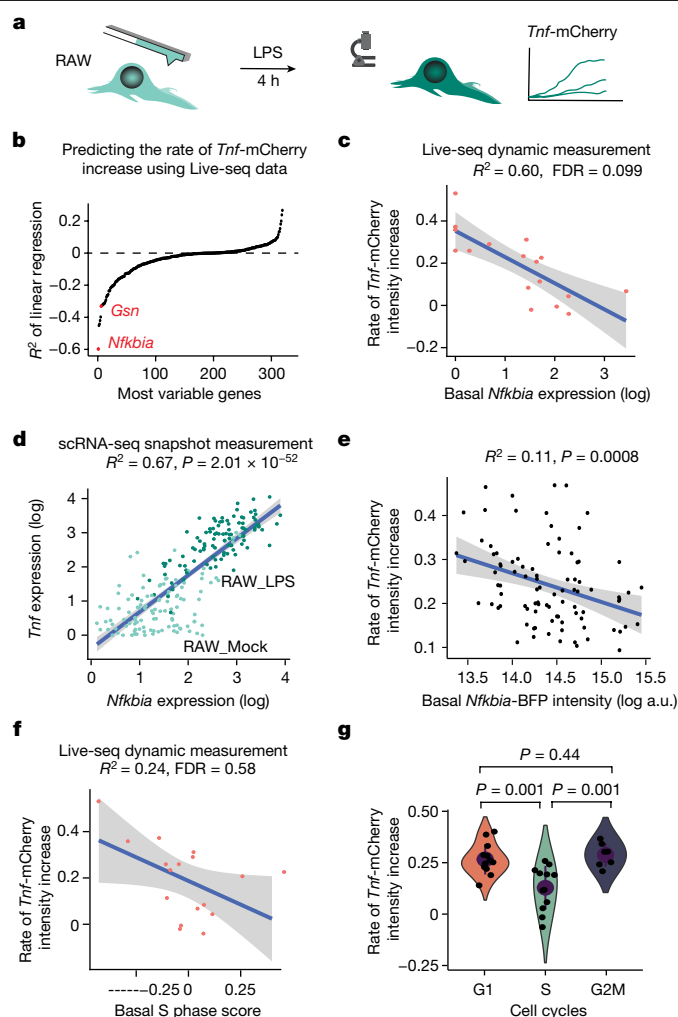 a
RAW
LPS
4 h
Tnf-mCherry
b
Predicting the rate of Tnf-mCherry
increase using Live-seq data
R² of linear regression
0.2
0
−0.2
−0.4
−0.6
Gsn
Nfkbia
0
100
200
300
Most variable genes
c
Live-seq dynamic measurement
R² = 0.60, FDR = 0.099
Rate of Tnf-mCherry
intensity increase
0.4
0.2
0
−0.2
0
1
2
3
Basal Nfkbia expression (log)
d
scRNA-seq snapshot measurement
R² = 0.67, P = 2.01 × 10⁻⁵²
Tnf expression (log)
4
3
2
1
0
RAW_LPS
RAW_Mock
0
1
2
3
4
Nfkbia expression (log)
e
R² = 0.11, P = 0.0008
Rate of Tnf-mCherry
intensity increase
0.4
0.3
0.2
0.1
13.5
14.0
14.5
15.0
15.5
Basal Nfkbia-BFP intensity (log a.u.)
f
Live-seq dynamic measurement
R² = 0.24, FDR = 0.58
Rate of Tnf-mCherry
intensity increase
0.4
0.2
0
------−0.25 0 0.25
Basal S phase score
g
P = 0.44
P = 0.001
P = 0.001
Rate of Tnf-mCherry
intensity increase
0.50
0.25
0
−0.25
G1
S
G2M
Cell cycles